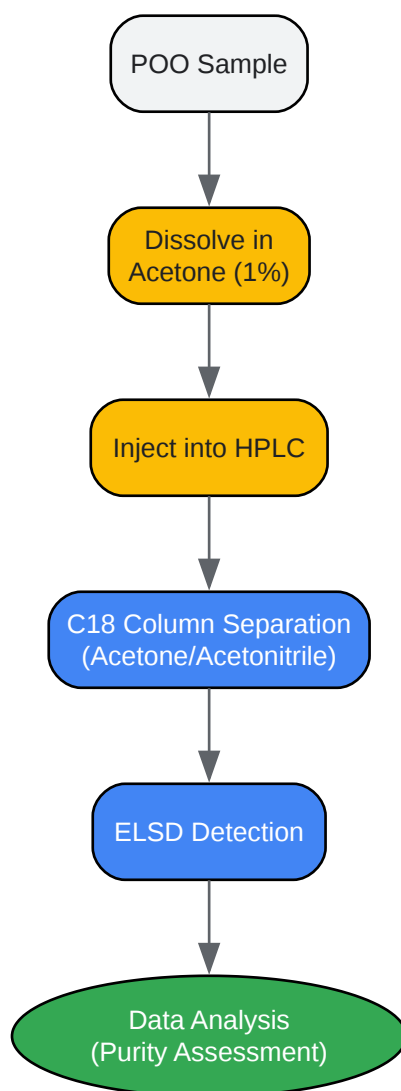 POO Sample
Dissolve in
Acetone (1%)
Inject into HPLC
C18 Column Separation
(Acetone/Acetonitrile)
ELSD Detection
Data Analysis
(Purity Assessment)